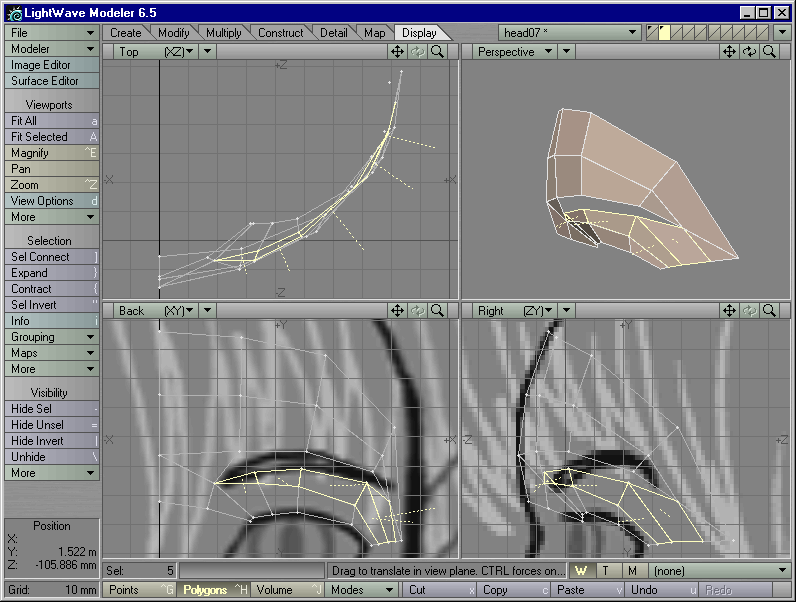 LightWave Modeler 6.5
File
Modeler
Image Editor
Surface Editor
Viewports
Fit All a
Fit Selected A
Magnify ^E
Pan
Zoom ^Z
View Options d
More
Selection
Sel Connect ]
Expand }
Contract {
Sel Invert "
Info i
Grouping
Maps
More
Visibility
Hide Sel -
Hide Unsel =
Hide Invert |
Unhide \
More
Position
X:
Y: 1.522 m
Z: -105.886 mm
Grid: 10 mm
Create Modify Multiply Construct Detail Map Display
head07 *
Top (XZ)
+Z
-X +X
-Z
Perspective
Back (XY)
+Y
-X +X
-Y
Right (ZY)
+Y
-Z +Z
-Y
Sel: 5
Drag to translate in view plane. CTRL forces on...
W T M (none)
Points ^G Polygons ^H Volume ^J Modes Cut x Copy c Paste v Undo u Redo